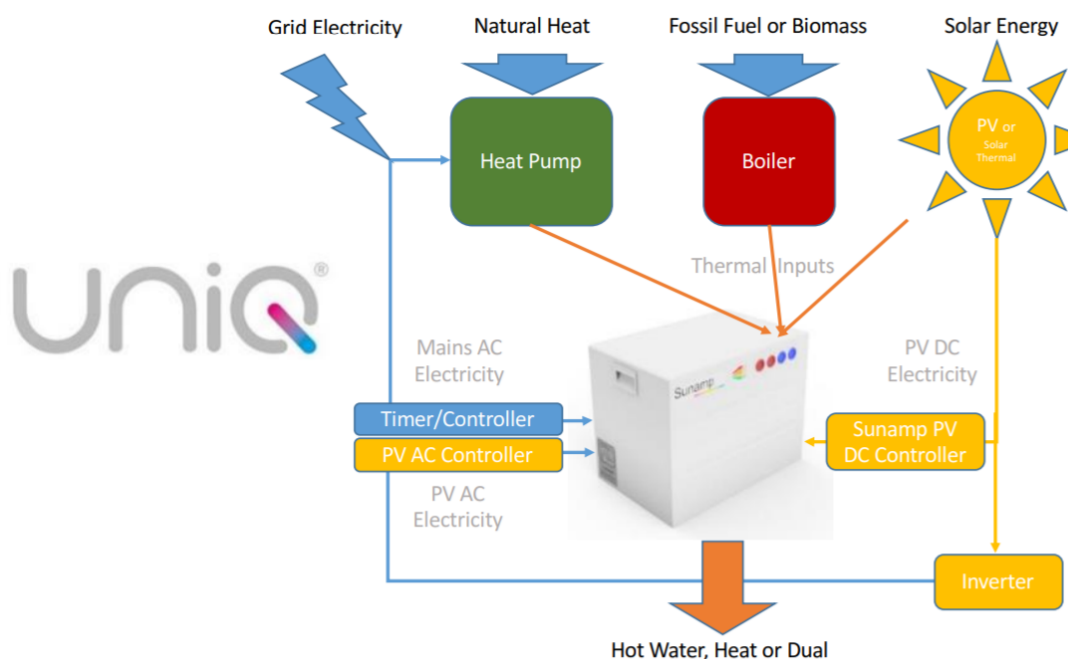 Grid Electricity
Natural Heat
Fossil Fuel or Biomass
Solar Energy
PV or
Solar
Thermal
Heat Pump
Boiler
Thermal Inputs
UNIQ®
Mains AC
Electricity
PV DC
Electricity
Sunamp
Timer/Controller
PV AC Controller
Sunamp PV
DC Controller
PV AC
Electricity
Inverter
Hot Water, Heat or Dual